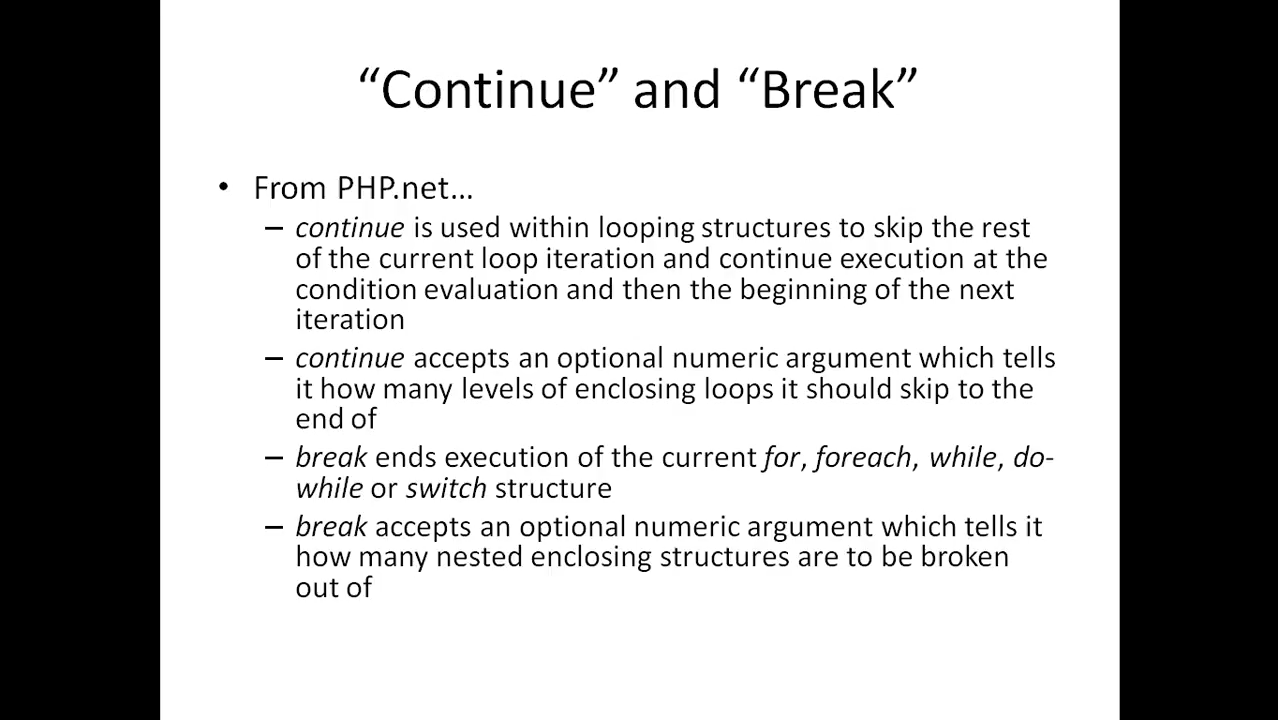 “Continue” and “Break”
• From PHP.net…
– continue is used within looping structures to skip the rest
of the current loop iteration and continue execution at the
condition evaluation and then the beginning of the next
iteration
– continue accepts an optional numeric argument which tells
it how many levels of enclosing loops it should skip to the
end of
– break ends execution of the current for, foreach, while, do-
while or switch structure
– break accepts an optional numeric argument which tells it
how many nested enclosing structures are to be broken
out of